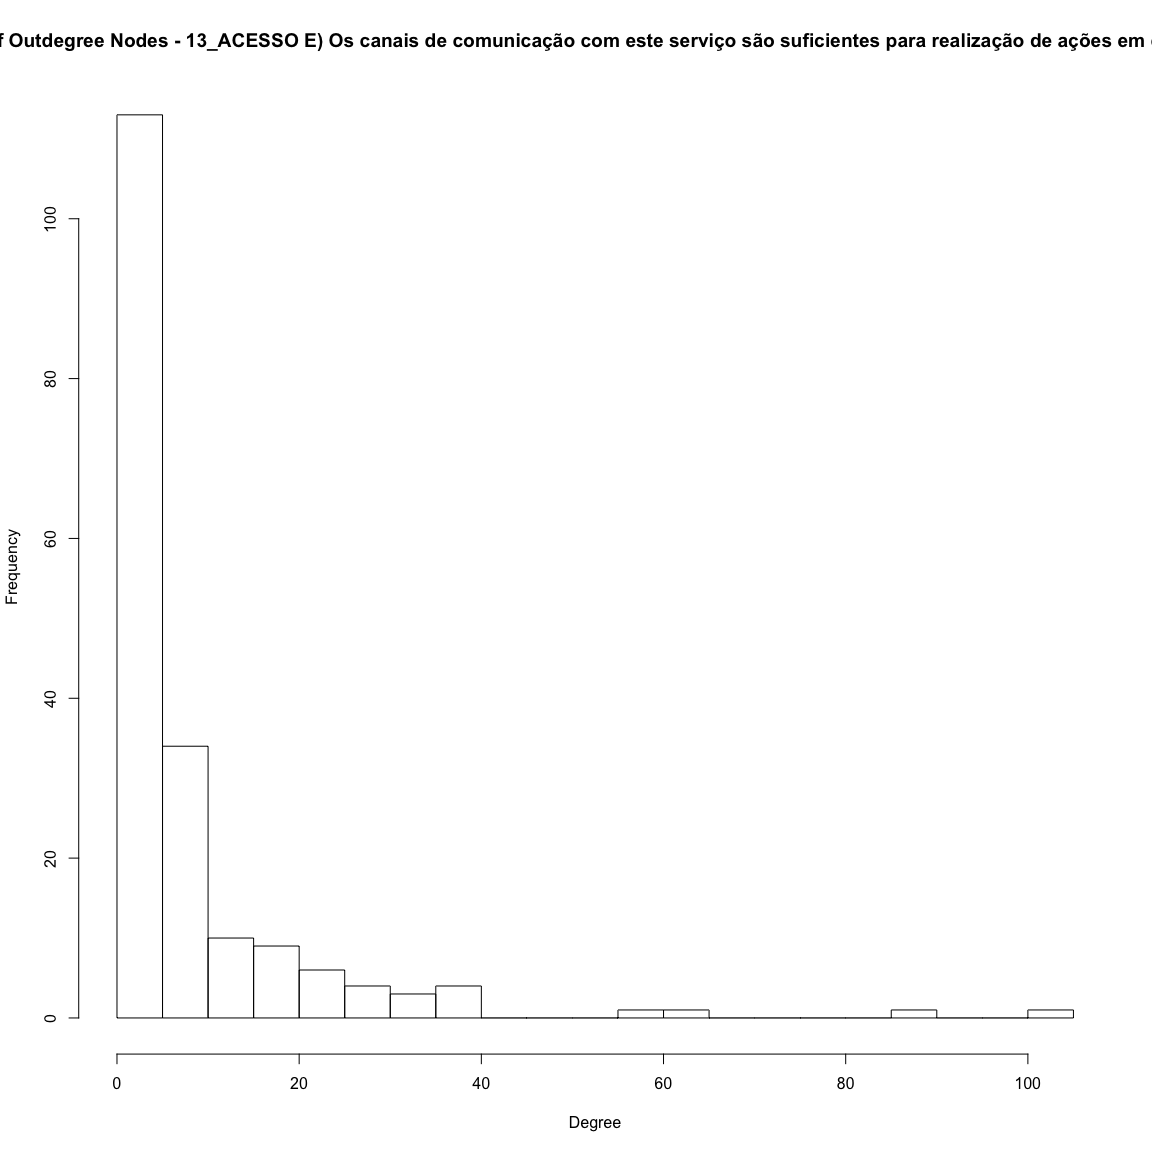 f Outdegree Nodes - 13_ACESSO E) Os canais de comunicação com este serviço são suficientes para realização de ações em
Frequency
100
80
60
40
20
0
0 20 40 60 80 100
Degree